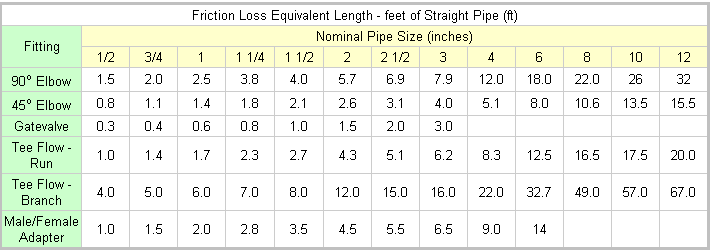 Friction Loss Equivalent Length - feet of Straight Pipe (ft)
Fitting
Nominal Pipe Size (inches)
1/2 3/4 1 1 1/4 1 1/2 2 2 1/2 3 4 6 8 10 12
90° Elbow 1.5 2.0 2.5 3.8 4.0 5.7 6.9 7.9 12.0 18.0 22.0 26 32
45° Elbow 0.8 1.1 1.4 1.8 2.1 2.6 3.1 4.0 5.1 8.0 10.6 13.5 15.5
Gatevalve 0.3 0.4 0.6 0.8 1.0 1.5 2.0 3.0
Tee Flow -
Run 1.0 1.4 1.7 2.3 2.7 4.3 5.1 6.2 8.3 12.5 16.5 17.5 20.0
Tee Flow -
Branch 4.0 5.0 6.0 7.0 8.0 12.0 15.0 16.0 22.0 32.7 49.0 57.0 67.0
Male/Female
Adapter 1.0 1.5 2.0 2.8 3.5 4.5 5.5 6.5 9.0 14